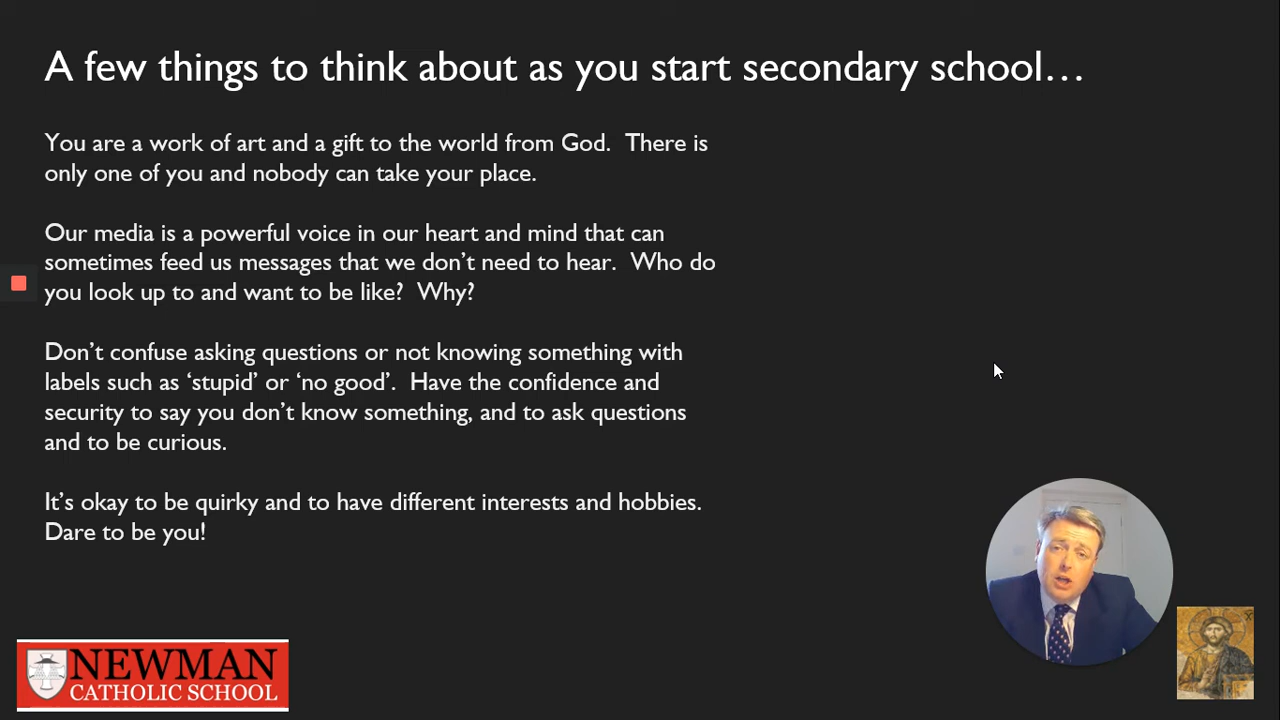 A few things to think about as you start secondary school…
You are a work of art and a gift to the world from God.  There is
only one of you and nobody can take your place.
Our media is a powerful voice in our heart and mind that can
sometimes feed us messages that we don’t need to hear.  Who do
you look up to and want to be like?  Why?
Don’t confuse asking questions or not knowing something with
labels such as ‘stupid’ or ‘no good’.  Have the confidence and
security to say you don’t know something, and to ask questions
and to be curious.
It’s okay to be quirky and to have different interests and hobbies.
Dare to be you!
NEWMAN
CATHOLIC SCHOOL